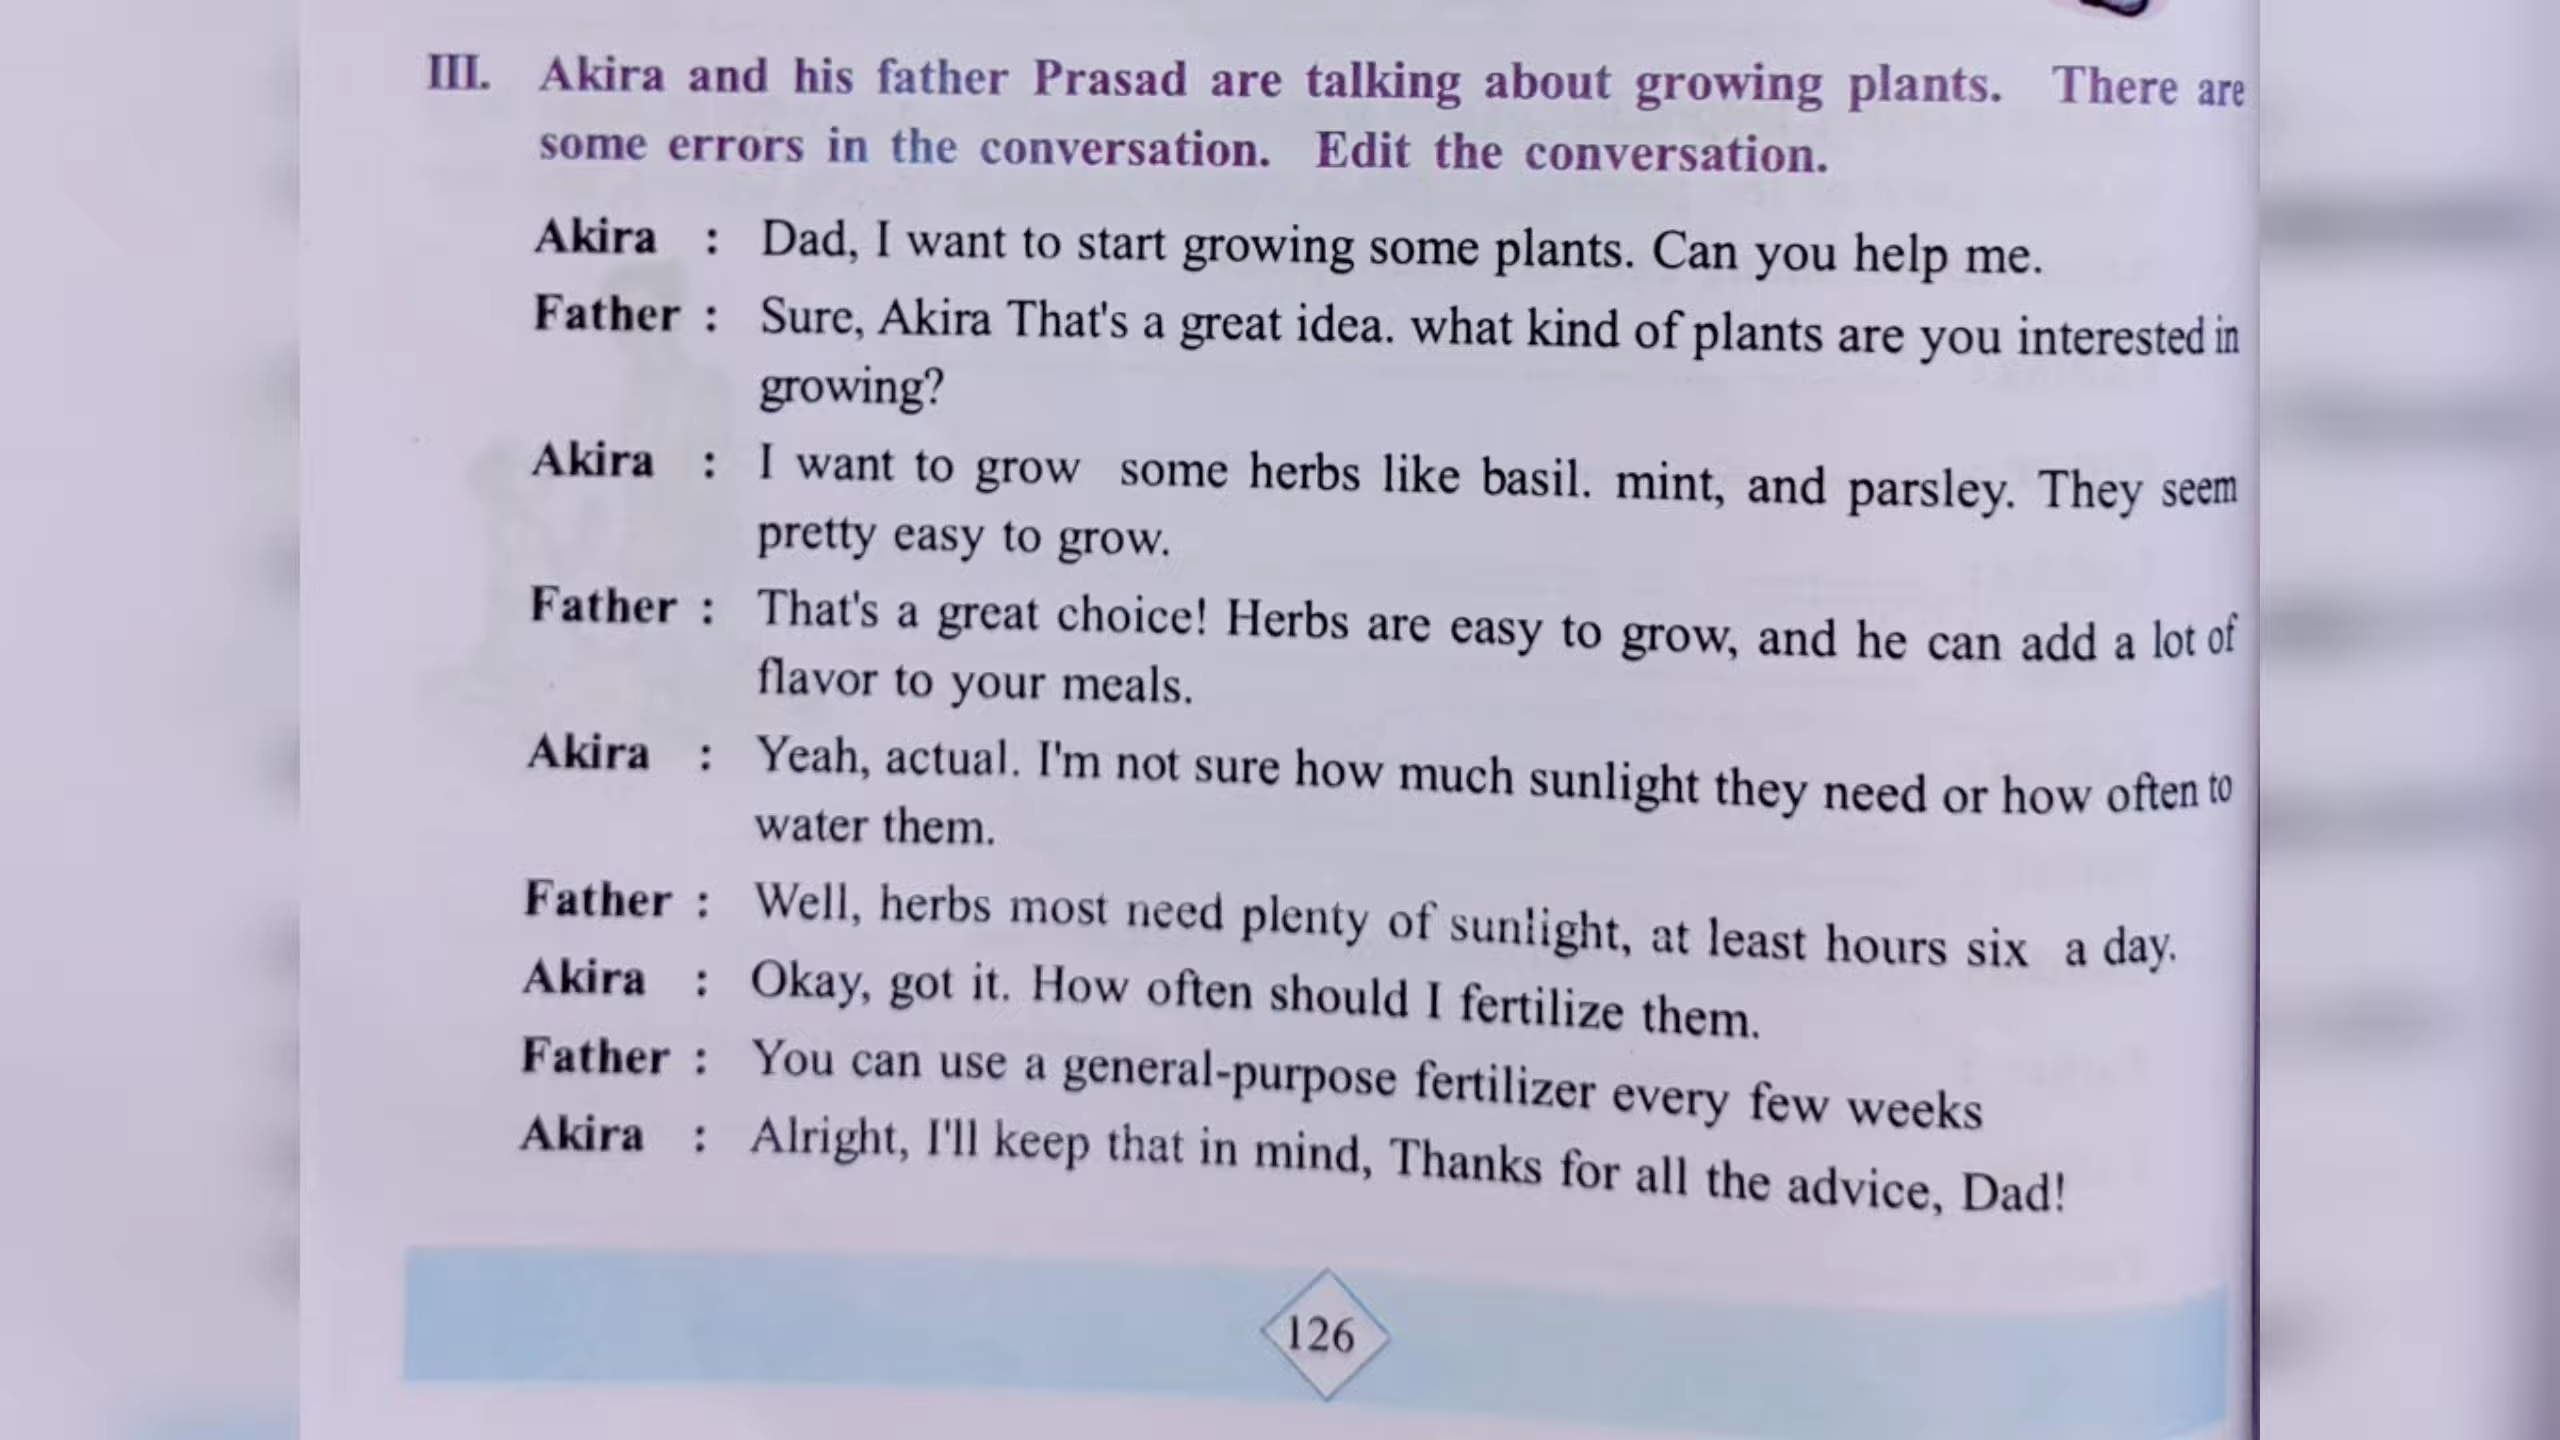 III. Akira and his father Prasad are talking about growing plants. There are
some errors in the conversation. Edit the conversation.
Akira : Dad, I want to start growing some plants. Can you help me.
Father : Sure, Akira That's a great idea. what kind of plants are you interested in
growing?
Akira : I want to grow some herbs like basil. mint, and parsley. They seem
pretty easy to grow.
Father : That's a great choice! Herbs are easy to grow, and he can add a lot of
flavor to your meals.
Akira : Yeah, actual. I'm not sure how much sunlight they need or how often to
water them.
Father : Well, herbs most need plenty of sunlight, at least hours six a day.
Akira : Okay, got it. How often should I fertilize them.
Father : You can use a general-purpose fertilizer every few weeks
Akira : Alright, I'll keep that in mind, Thanks for all the advice, Dad!
126